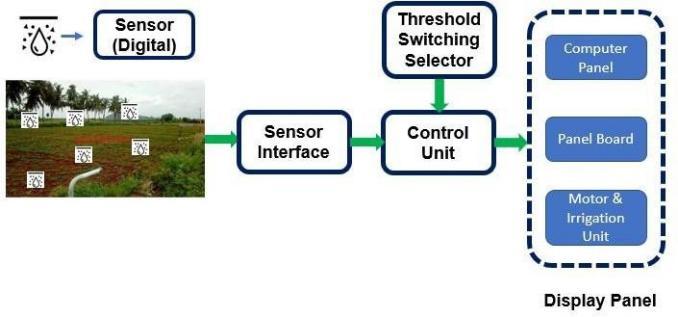 Sensor
(Digital)
Threshold
Switching
Selector
Computer
Panel
Sensor
Interface
Control
Unit
Panel Board
Motor &
Irrigation
Unit
Display Panel